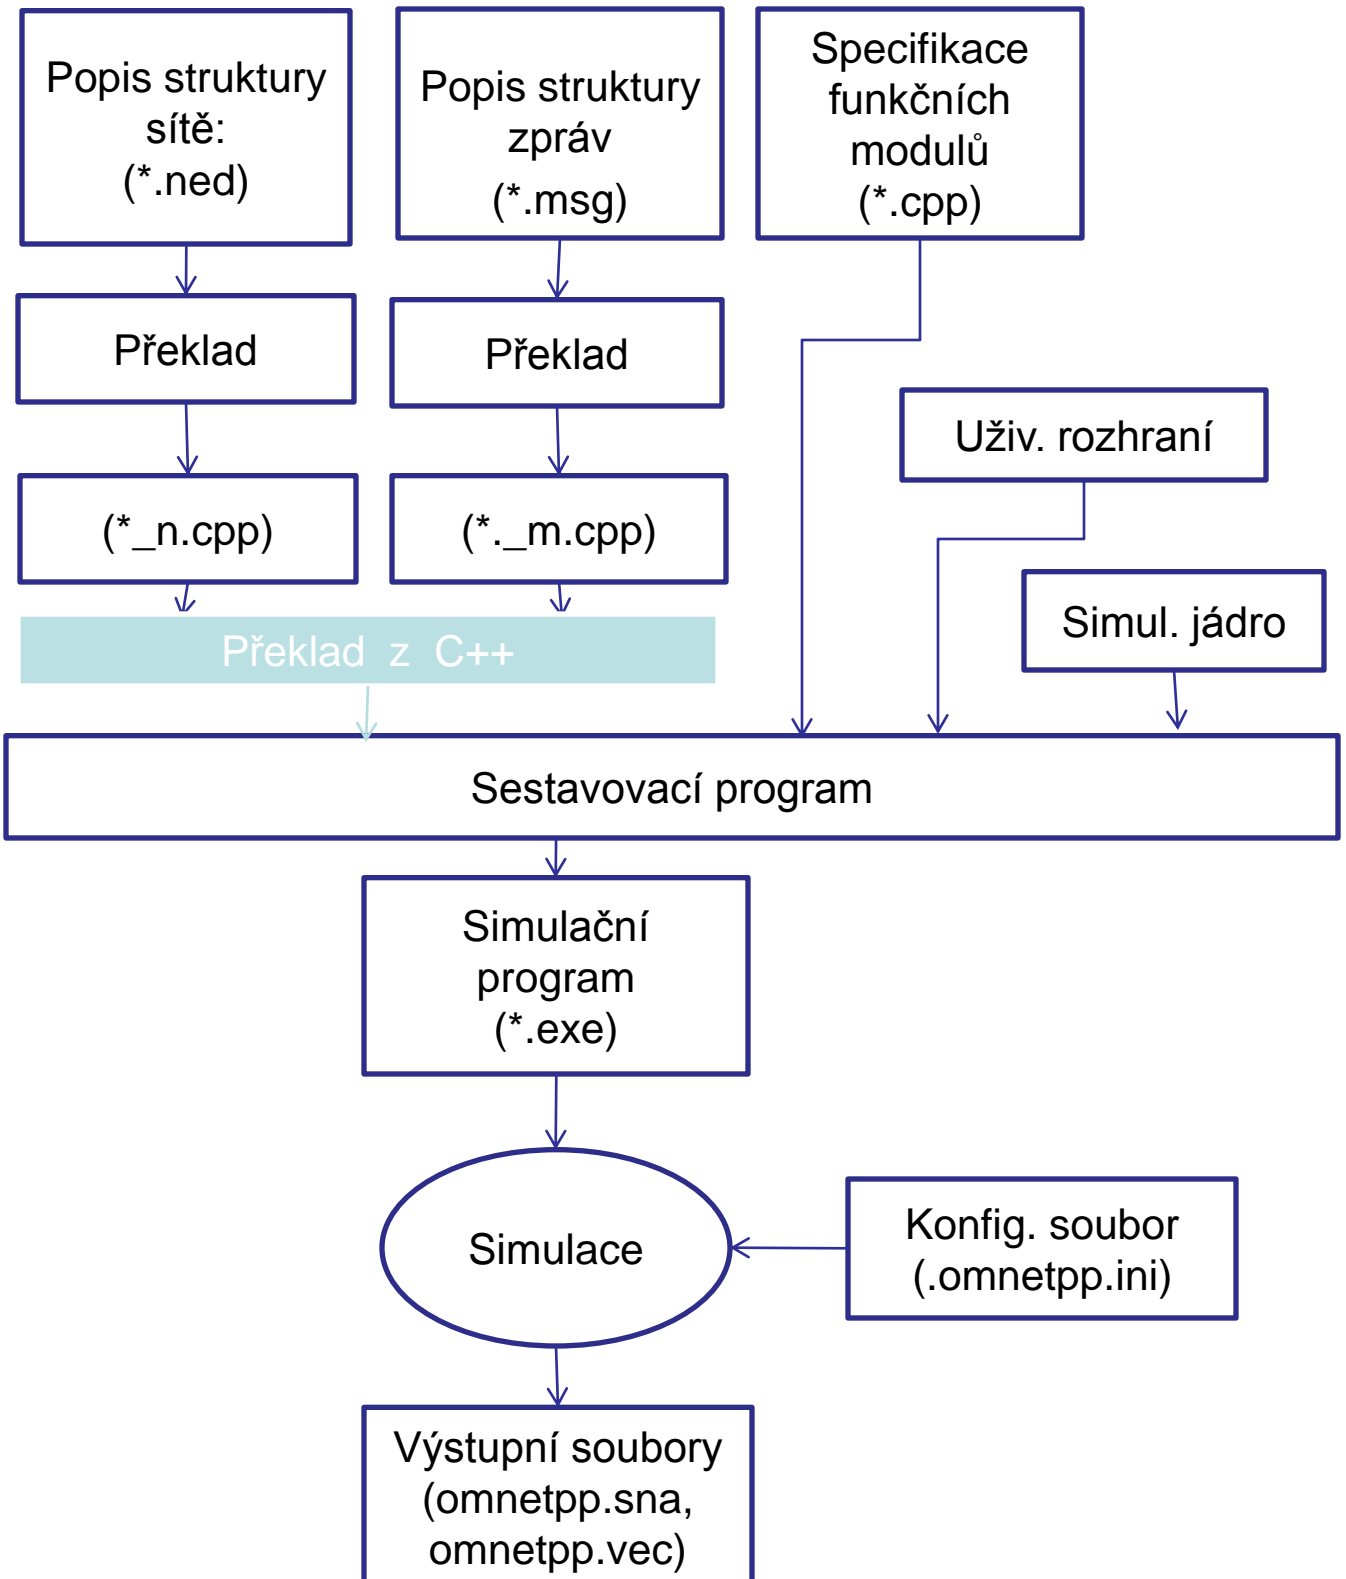 Popis struktury
sítě:
(*.ned)
Popis struktury
zpráv
(*.msg)
Specifikace
funkčních
modulů
(*.cpp)
Překlad
Překlad
Uživ. rozhraní
(*_n.cpp)
(*._m.cpp)
Simul. jádro
Překlad z C++
Sestavovací program
Simulační
program
(*.exe)
Simulace
Konfig. soubor
(.omnetpp.ini)
Výstupní soubory
(omnetpp.sna,
omnetpp.vec)